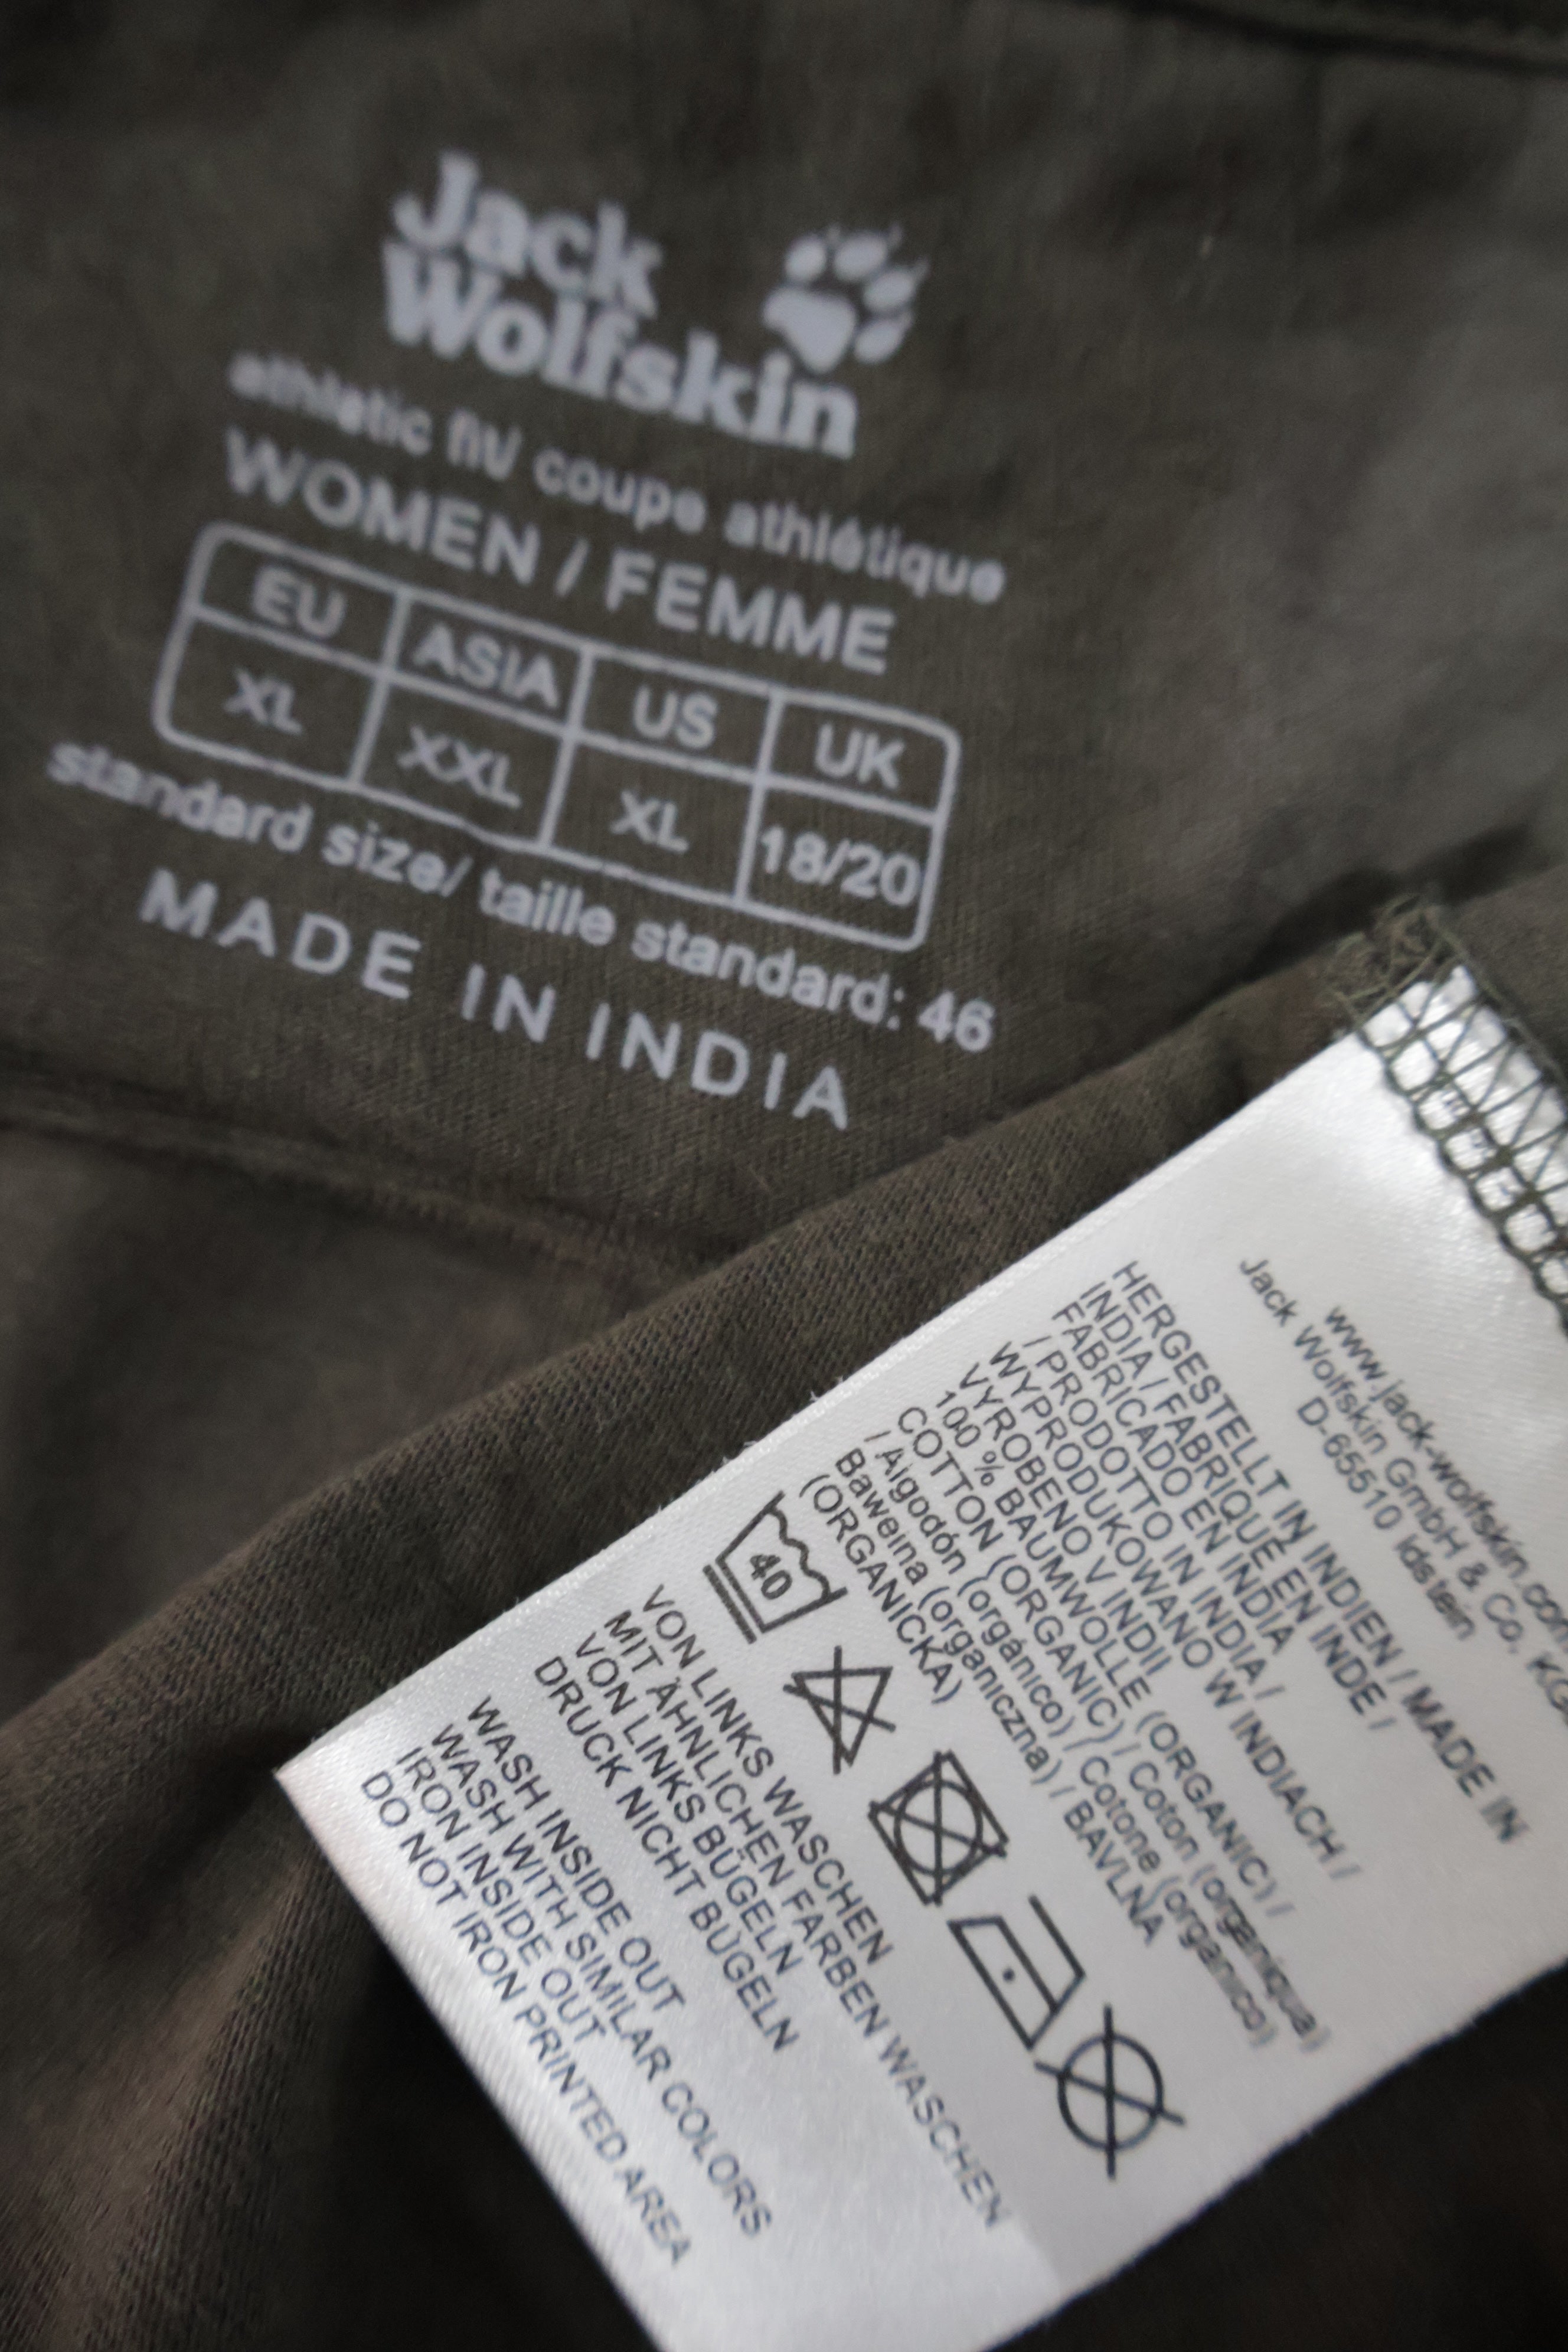 Jack
Wolfskin
athletic fit/ coupe athlétique
WOMEN / FEMME
EU ASIA US UK
XL XXL XL 18/20
standard size/ taille standard: 46
MADE IN INDIA
www.jack-wolfskin.com
Jack Wolfskin GmbH & Co. KGaA
D-65510 Idstein
HERGESTELLT IN INDIEN / MADE IN
INDIA / FABRIQUÉ EN INDE /
FABRICADO EN INDIA
/ PRODOTTO IN INDIA /
WYPRODUKOWANO W INDIACH /
VYROBENO V INDII
100 % BAUMWOLLE (ORGANIC) /
COTTON (ORGANIC) / Coton (organique)
/ Algodón (orgánico) / Cotone (organico)
Bawełna (organiczna) / BAVLNA
(ORGANICKÁ)
40
VON LINKS WASCHEN
MIT ÄHNLICHEN FARBEN WASCHEN
VON LINKS BÜGELN
DRUCK NICHT BÜGELN
WASH INSIDE OUT
WASH WITH SIMILAR COLORS
IRON INSIDE OUT
DO NOT IRON PRINTED AREA